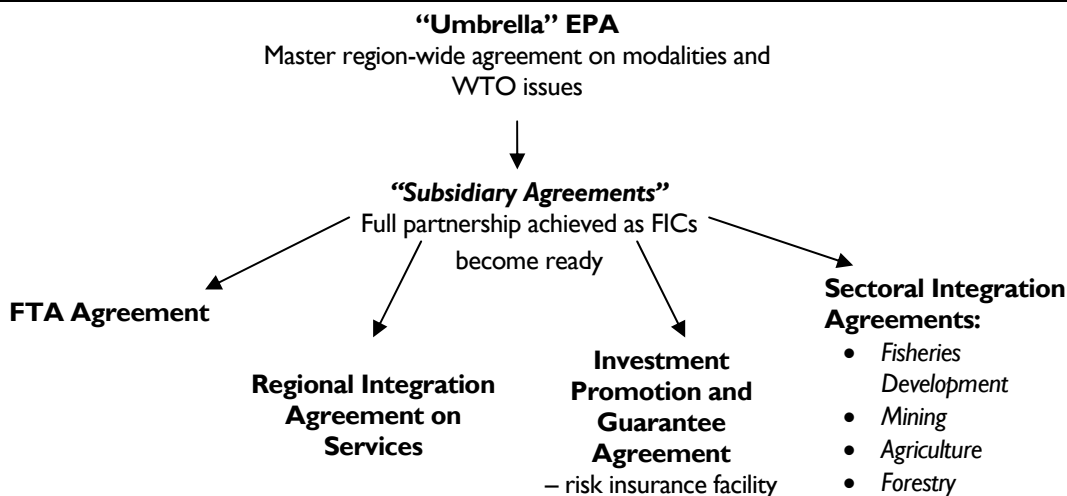 “Umbrella” EPA
Master region-wide agreement on modalities and
WTO issues
“Subsidiary Agreements”
Full partnership achieved as FICs
become ready
FTA Agreement
Regional Integration
Agreement on
Services
Investment
Promotion and
Guarantee
Agreement
– risk insurance facility
Sectoral Integration
Agreements:
• Fisheries
Development
• Mining
• Agriculture
• Forestry